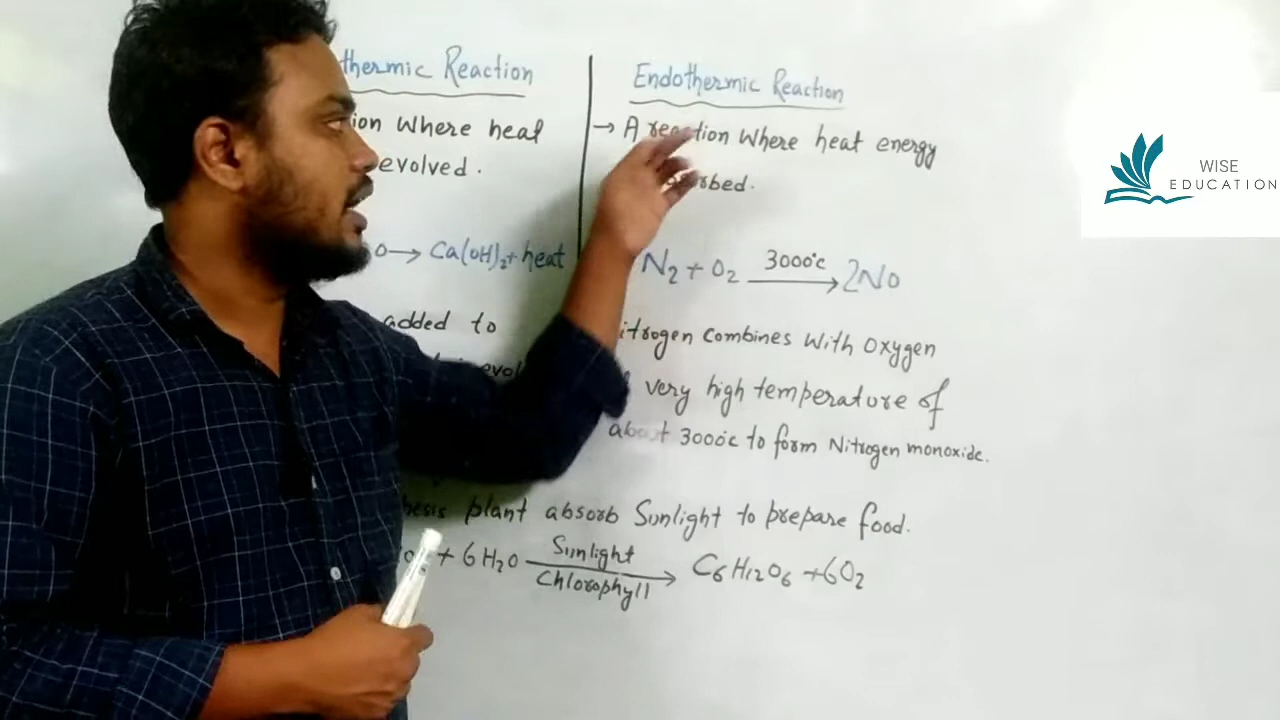 thermic Reaction
ion Where heat
evolved.
O → Ca(OH)2 + heat
added to
Endothermic Reaction
→ A reaction Where heat energy
N2 + O2 3000°c → 2NO
itrogen Combines With Oxygen
very high temperature of
about 3000°c to form Nitrogen monoxide.
hesis plant absorb Sunlight to prepare food.
+ 6H2O Sunlight Chlorophyll → C6H12O6 + 6O2
WISE
EDUCATION